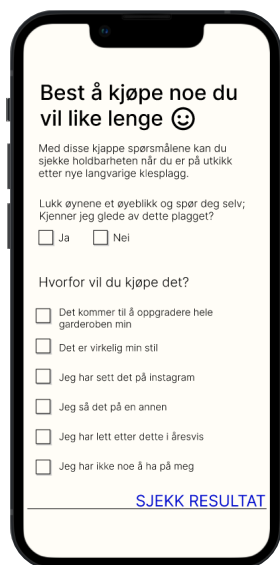 Best å kjøpe noe du
vil like lenge ☺
Med disse kjappe spørsmålene kan du
sjekke holdbarheten når du er på utkikk
etter nye langvarige klesplagg.
Lukk øynene et øyeblikk og spør deg selv;
Kjenner jeg glede av dette plagget?
Ja Nei
Hvorfor vil du kjøpe det?
Det kommer til å oppgradere hele
garderoben min
Det er virkelig min stil
Jeg har sett det på instagram
Jeg så det på en annen
Jeg har lett etter dette i åresvis
Jeg har ikke noe å ha på meg
SJEKK RESULTAT